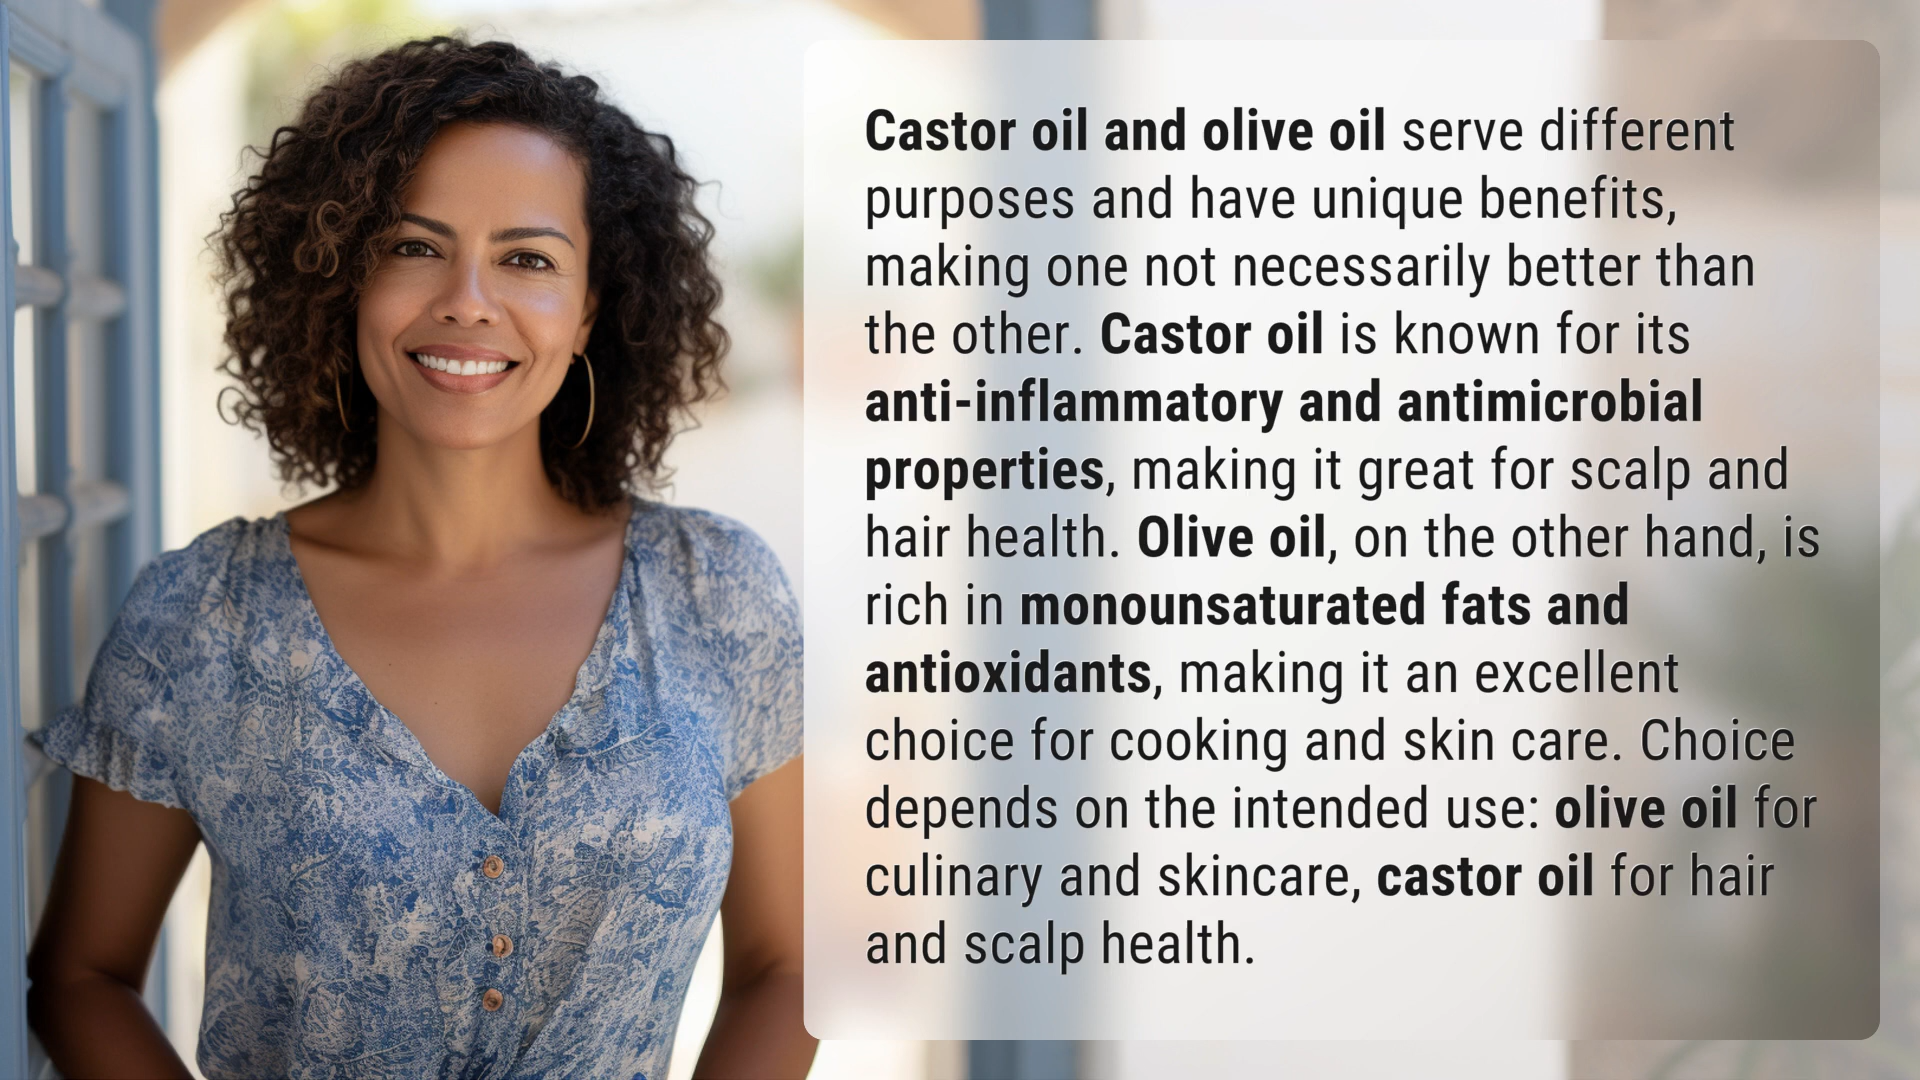 Castor oil and olive oil serve different
purposes and have unique benefits,
making one not necessarily better than
the other. Castor oil is known for its
anti-inflammatory and antimicrobial
properties, making it great for scalp and
hair health. Olive oil, on the other hand, is
rich in monounsaturated fats and
antioxidants, making it an excellent
choice for cooking and skin care. Choice
depends on the intended use: olive oil for
culinary and skincare, castor oil for hair
and scalp health.